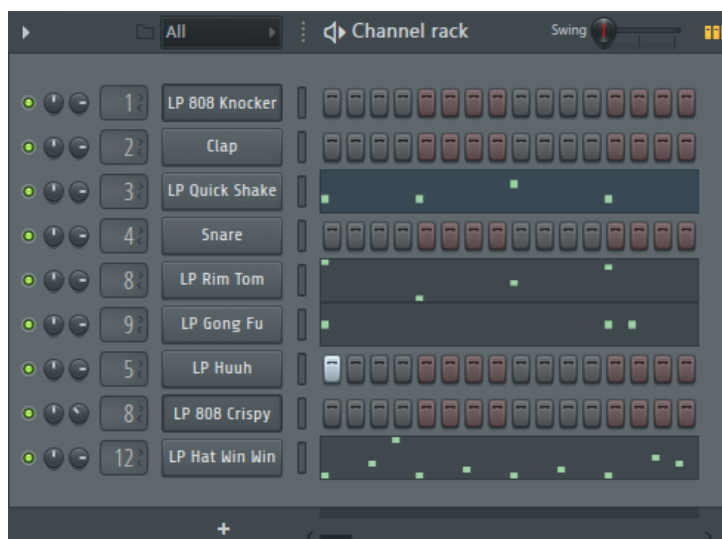 All Channel rack Swing
1 LP 808 Knocker
2 Clap
3 LP Quick Shake
4 Snare
8 LP Rim Tom
9 LP Gong Fu
5 LP Huuh
8 LP 808 Crispy
12 LP Hat Win Win
+